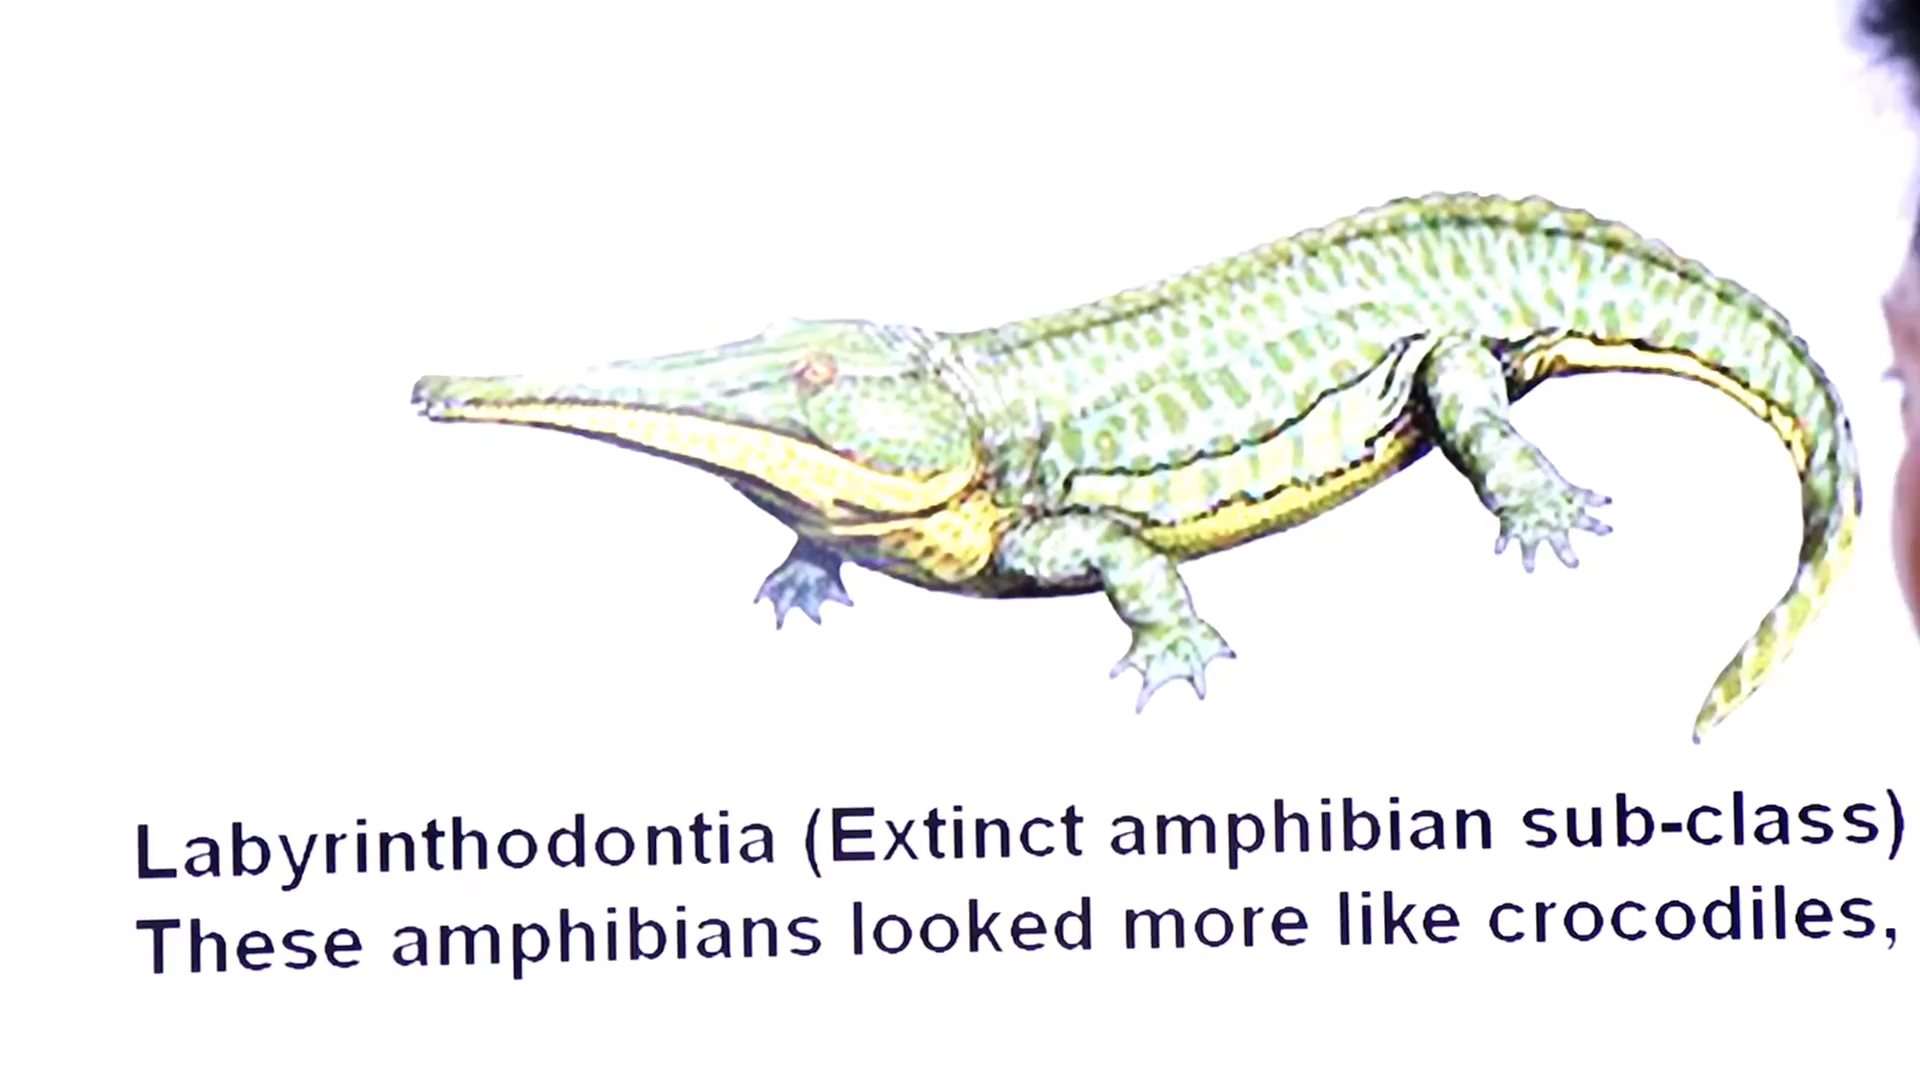 Labyrinthodontia (Extinct amphibian sub-class)
These amphibians looked more like crocodiles,